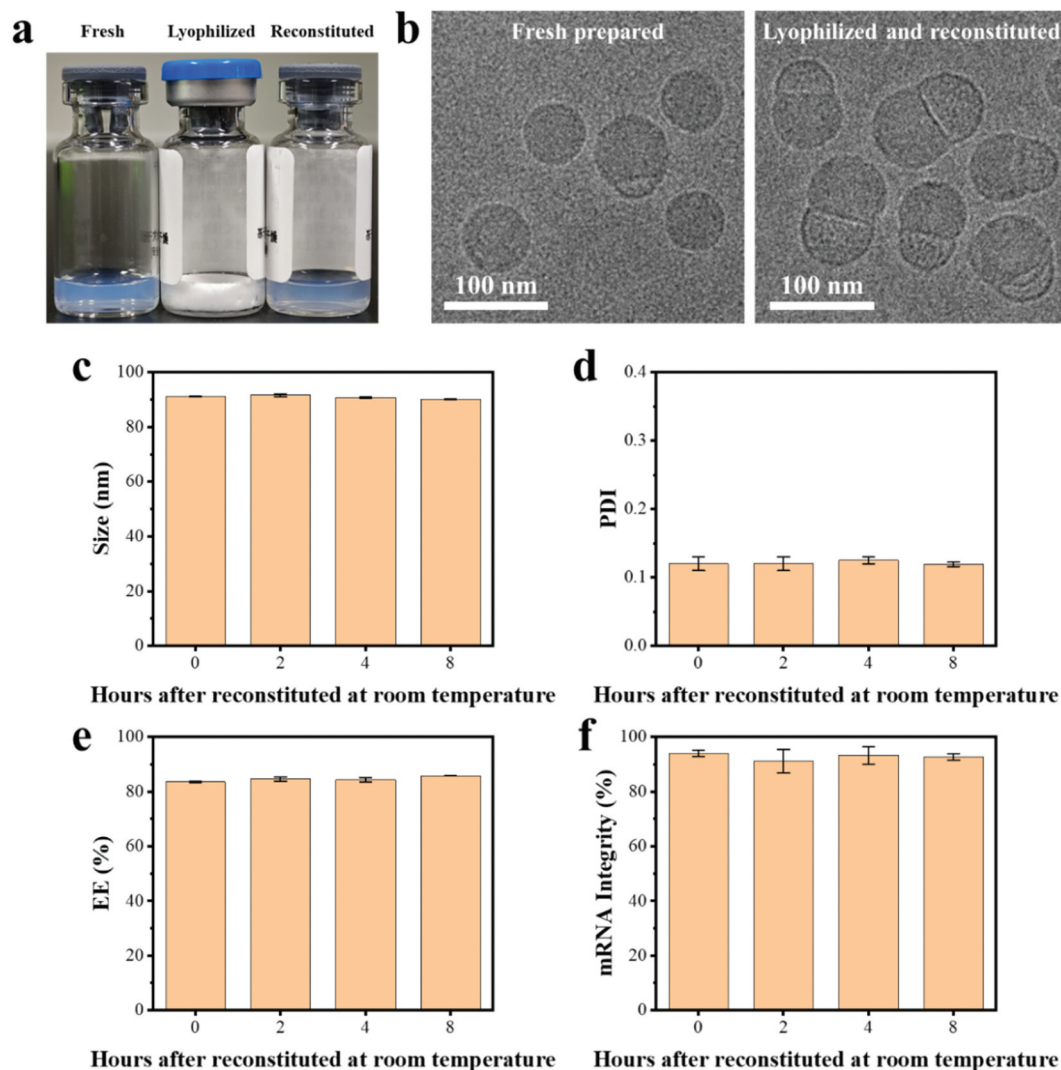 a
Fresh Lyophilized Reconstituted
b
Fresh prepared
100 nm
Lyophilized and reconstituted
100 nm
c
Size (nm)
100
80
60
40
20
0
0 2 4 8
Hours after reconstituted at room temperature
d
PDI
0.4
0.3
0.2
0.1
0.0
0 2 4 8
Hours after reconstituted at room temperature
e
EE (%)
100
80
60
40
20
0
0 2 4 8
Hours after reconstituted at room temperature
f
mRNA Integrity (%)
100
80
60
40
20
0
0 2 4 8
Hours after reconstituted at room temperature